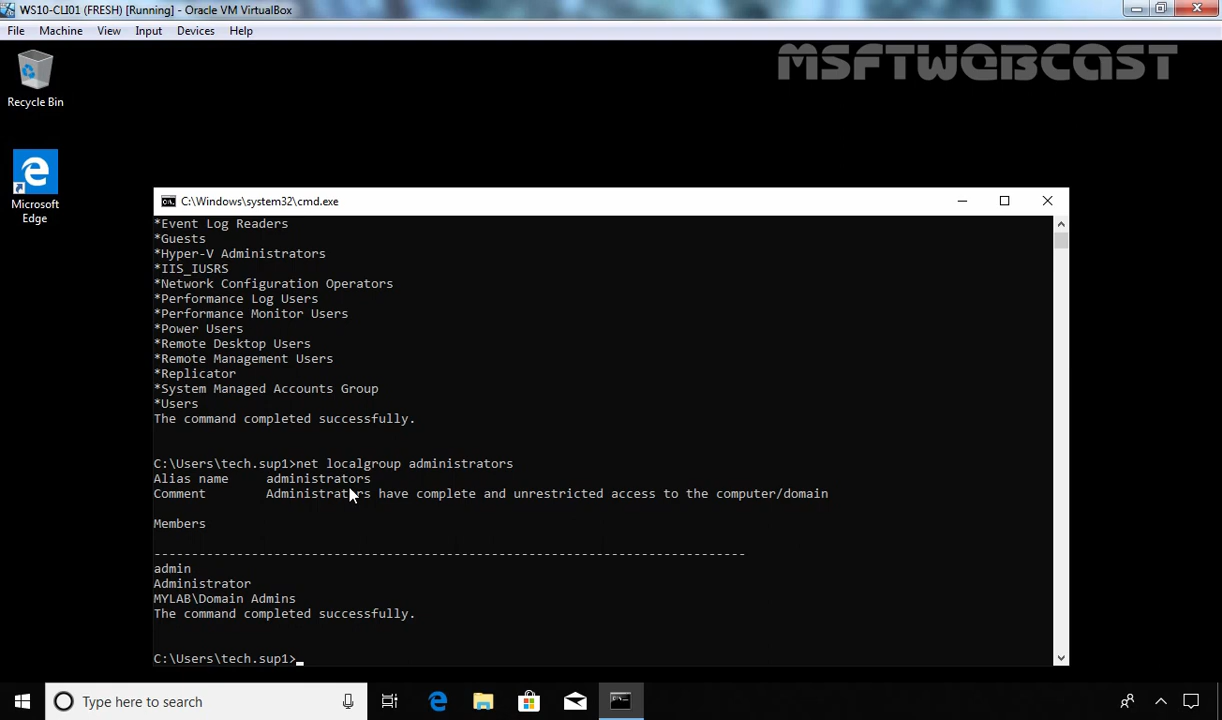 WS10-CLI01 (FRESH) [Running] - Oracle VM VirtualBox
File Machine View Input Devices Help
MSFTWEBCAST
Recycle Bin
Microsoft
Edge
C:\Windows\system32\cmd.exe
*Event Log Readers
*Guests
*Hyper-V Administrators
*IIS_IUSRS
*Network Configuration Operators
*Performance Log Users
*Performance Monitor Users
*Power Users
*Remote Desktop Users
*Remote Management Users
*Replicator
*System Managed Accounts Group
*Users
The command completed successfully.
C:\Users\tech.sup1>net localgroup administrators
Alias name administrators
Comment Administrators have complete and unrestricted access to the computer/domain
Members
-------------------------------------------------------------------------------
admin
Administrator
MYLAB\Domain Admins
The command completed successfully.
C:\Users\tech.sup1>
Type here to search